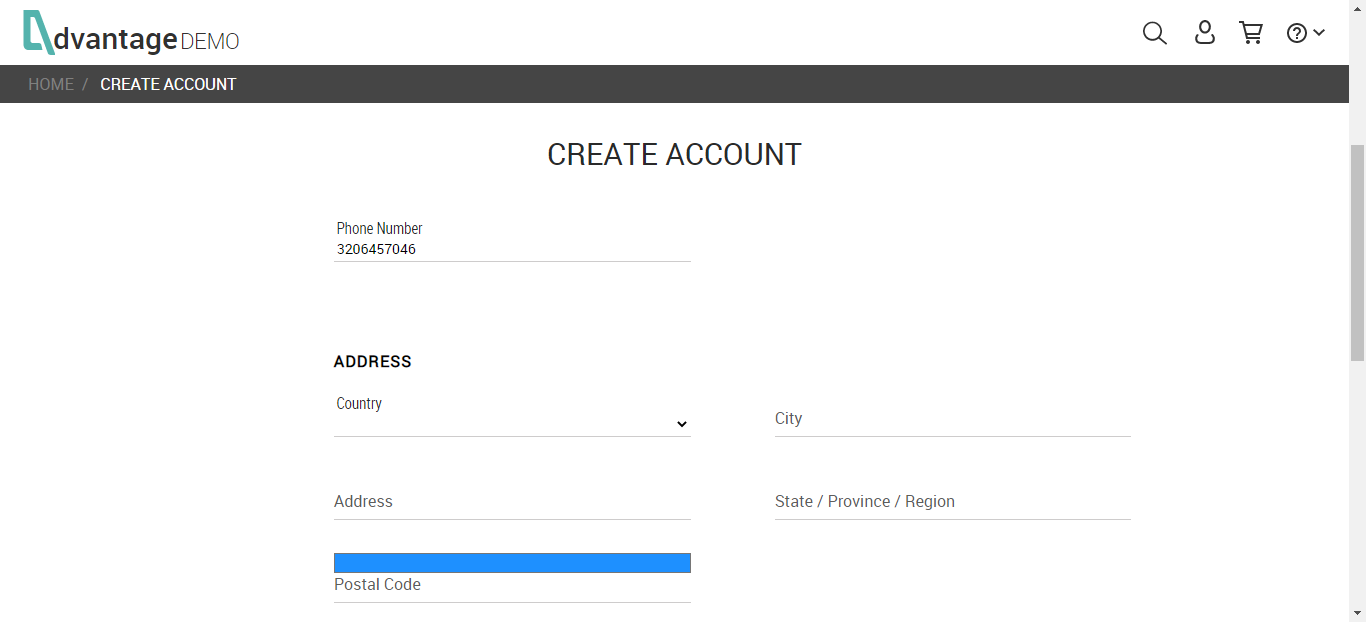 dvantage DEMO
HOME / CREATE ACCOUNT
CREATE ACCOUNT
Phone Number
3206457046
ADDRESS
Country
City
Address
State / Province / Region
Postal Code